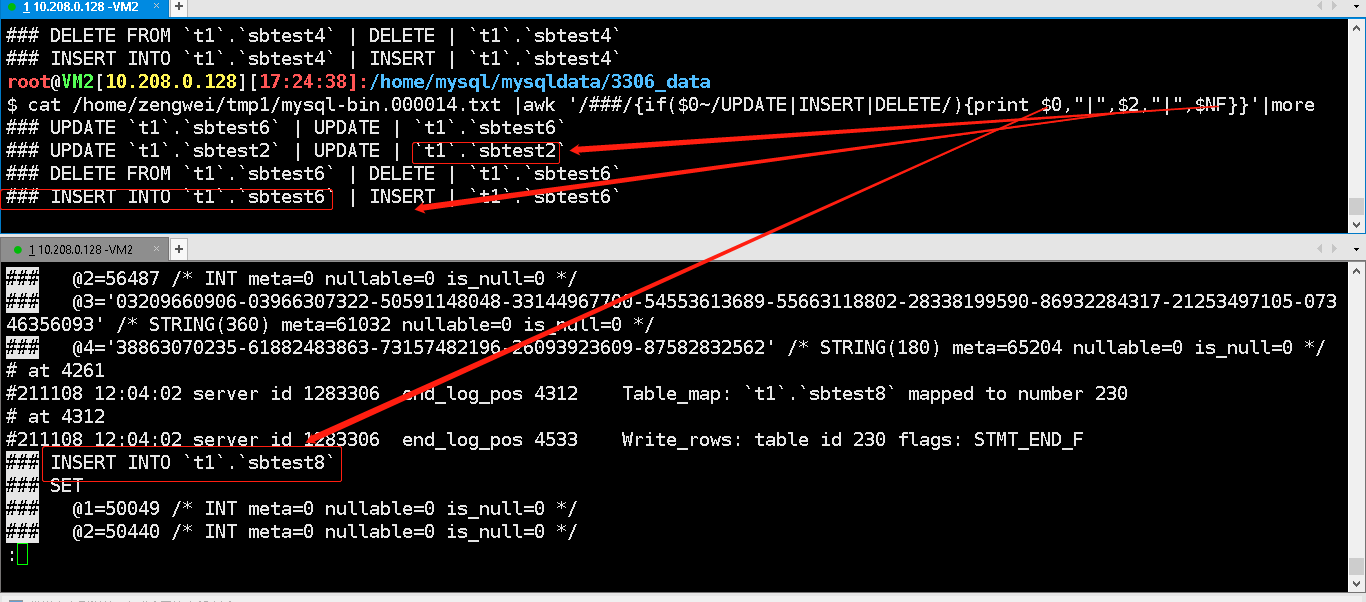 1 10.208.0.128 -VM2 × +
### DELETE FROM `t1`.`sbtest4` | DELETE | `t1`.`sbtest4`
### INSERT INTO `t1`.`sbtest4` | INSERT | `t1`.`sbtest4`
root@VM2[10.208.0.128][17:24:38]:/home/mysql/mysqldata/3306_data
$ cat /home/zengwei/tmp1/mysql-bin.000014.txt |awk '/###/{if($0~/UPDATE|INSERT|DELETE/){print $0,"|",$2,"|",$NF}}'|more
### UPDATE `t1`.`sbtest6` | UPDATE | `t1`.`sbtest6`
### UPDATE `t1`.`sbtest2` | UPDATE | `t1`.`sbtest2`
### DELETE FROM `t1`.`sbtest6` | DELETE | `t1`.`sbtest6`
### INSERT INTO `t1`.`sbtest6` | INSERT | `t1`.`sbtest6`
1 10.208.0.128 -VM2 × +
###   @2=56487 /* INT meta=0 nullable=0 is_null=0 */
###   @3='03209660906-03966307322-50591148048-33144967700-54553613689-55663118802-28338199590-86932284317-21253497105-073
46356093' /* STRING(360) meta=61032 nullable=0 is_null=0 */
###   @4='38863070235-61882483863-73157482196-26093923609-87582832562' /* STRING(180) meta=65204 nullable=0 is_null=0 */
# at 4261
#211108 12:04:02 server id 1283306  end_log_pos 4312    Table_map: `t1`.`sbtest8` mapped to number 230
# at 4312
#211108 12:04:02 server id 1283306  end_log_pos 4533    Write_rows: table id 230 flags: STMT_END_F
### INSERT INTO `t1`.`sbtest8`
### SET
###   @1=50049 /* INT meta=0 nullable=0 is_null=0 */
###   @2=50440 /* INT meta=0 nullable=0 is_null=0 */
: